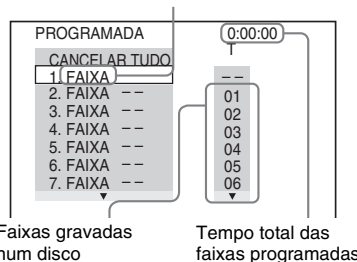 PROGRAMADA 0:00:00
CANCELAR TUDO T
1. FAIXA – –
2. FAIXA – – 01
3. FAIXA – – 02
4. FAIXA – – 03
5. FAIXA – – 04
6. FAIXA – – 05
7. FAIXA – – 06
Faixas gravadas Tempo total das
num disco faixas programadas